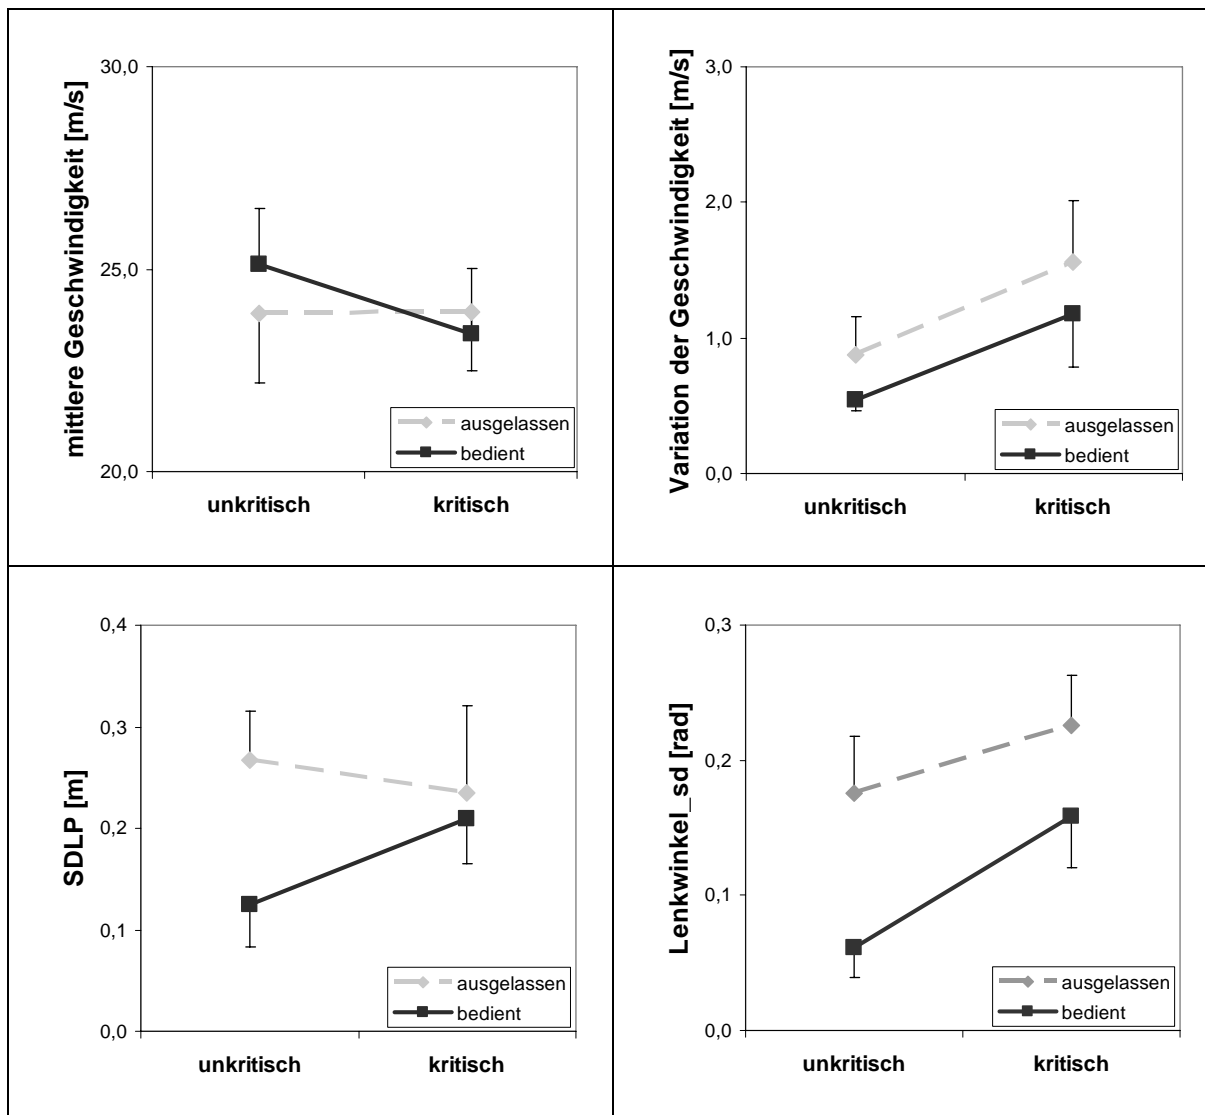 mittlere Geschwindigkeit [m/s]
30,0
25,0
20,0
unkritisch kritisch
ausgelassen
bedient
Variation der Geschwindigkeit [m/s]
3,0
2,0
1,0
0,0
unkritisch kritisch
ausgelassen
bedient
SDLP [m]
0,4
0,3
0,2
0,1
0,0
unkritisch kritisch
ausgelassen
bedient
Lenkwinkel_sd [rad]
0,3
0,2
0,1
0,0
unkritisch kritisch
ausgelassen
bedient